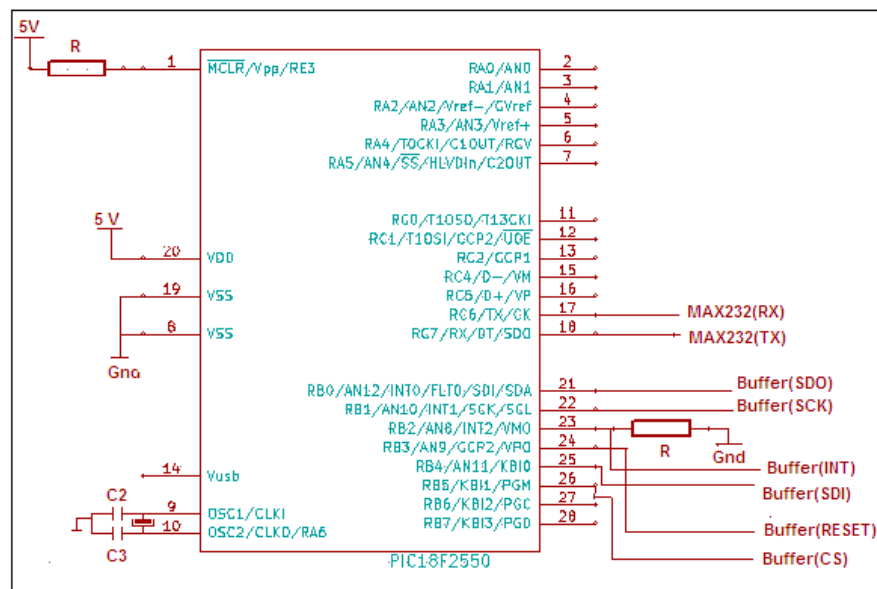 5V
R
1
MCLR/Vpp/RE3
RA0/AN0
2
RA1/AN1
3
RA2/AN2/Vref-/CVref
4
RA3/AN3/Vref+
5
RA4/T0CKI/C1OUT/RCV
6
RA5/AN4/SS/HLVDIn/C2OUT
7
5 V
20
VDD
19
VSS
8
VSS
Gnd
RC0/T1OSO/T13CKI
11
RC1/T1OSI/CCP2/UOE
12
RC2/CCP1
13
RC4/D-/VM
15
RC5/D+/VP
16
RC6/TX/CK
17
MAX232(RX)
RC7/RX/DT/SDO
18
MAX232(TX)
RB0/AN12/INT0/FLT0/SDI/SDA
21
Buffer(SDO)
RB1/AN10/INT1/SCK/SCL
22
Buffer(SCK)
RB2/AN8/INT2/VMO
23
R
Gnd
RB3/AN9/CCP2/VPO
24
Buffer(INT)
RB4/AN11/KBI0
25
Buffer(SDI)
RB5/KBI1/PGM
26
RB6/KBI2/PGC
27
RB7/KBI3/PGD
28
Buffer(RESET)
Buffer(CS)
14
Vusb
C2
9
OSC1/CLKI
10
OSC2/CLKO/RA6
C3
PIC18F2550